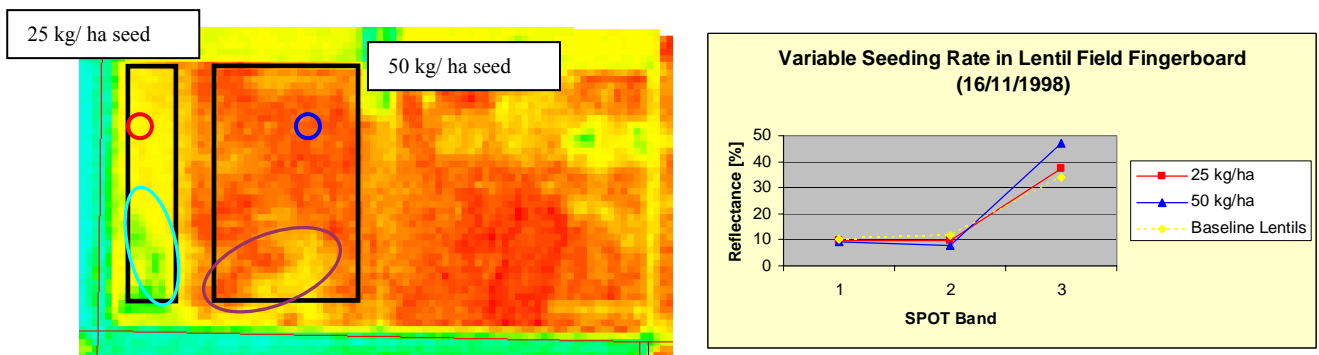 25 kg/ ha seed
50 kg/ ha seed
Variable Seeding Rate in Lentil Field Fingerboard
(16/11/1998)
50
40
30
20
10
0
Reflectance [%]
1 2 3
SPOT Band
25 kg/ha
50 kg/ha
Baseline Lentils